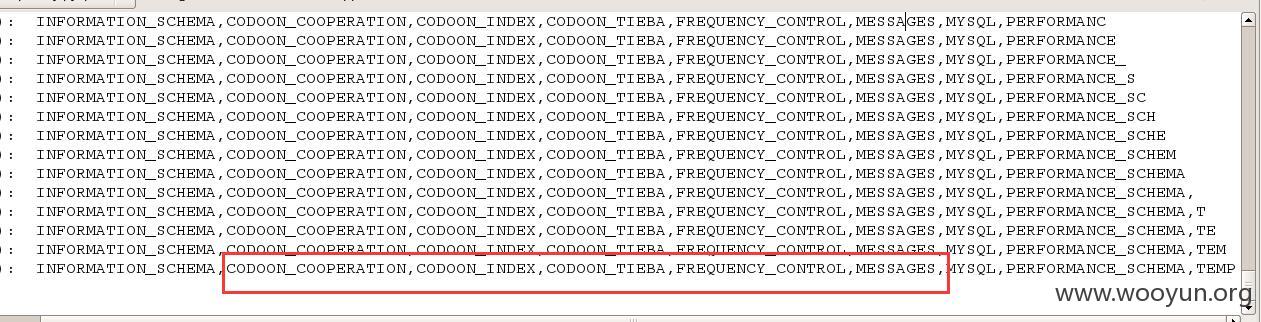 ): INFORMATION_SCHEMA,CODOON_COOPERATION,CODOON_INDEX,CODOON_TIEBA,FREQUENCY_CONTROL,MESSAGES,MYSQL,PERFORMANC
): INFORMATION_SCHEMA,CODOON_COOPERATION,CODOON_INDEX,CODOON_TIEBA,FREQUENCY_CONTROL,MESSAGES,MYSQL,PERFORMANCE
): INFORMATION_SCHEMA,CODOON_COOPERATION,CODOON_INDEX,CODOON_TIEBA,FREQUENCY_CONTROL,MESSAGES,MYSQL,PERFORMANCE_
): INFORMATION_SCHEMA,CODOON_COOPERATION,CODOON_INDEX,CODOON_TIEBA,FREQUENCY_CONTROL,MESSAGES,MYSQL,PERFORMANCE_S
): INFORMATION_SCHEMA,CODOON_COOPERATION,CODOON_INDEX,CODOON_TIEBA,FREQUENCY_CONTROL,MESSAGES,MYSQL,PERFORMANCE_SC
): INFORMATION_SCHEMA,CODOON_COOPERATION,CODOON_INDEX,CODOON_TIEBA,FREQUENCY_CONTROL,MESSAGES,MYSQL,PERFORMANCE_SCH
): INFORMATION_SCHEMA,CODOON_COOPERATION,CODOON_INDEX,CODOON_TIEBA,FREQUENCY_CONTROL,MESSAGES,MYSQL,PERFORMANCE_SCHE
): INFORMATION_SCHEMA,CODOON_COOPERATION,CODOON_INDEX,CODOON_TIEBA,FREQUENCY_CONTROL,MESSAGES,MYSQL,PERFORMANCE_SCHEM
): INFORMATION_SCHEMA,CODOON_COOPERATION,CODOON_INDEX,CODOON_TIEBA,FREQUENCY_CONTROL,MESSAGES,MYSQL,PERFORMANCE_SCHEMA
): INFORMATION_SCHEMA,CODOON_COOPERATION,CODOON_INDEX,CODOON_TIEBA,FREQUENCY_CONTROL,MESSAGES,MYSQL,PERFORMANCE_SCHEMA,
): INFORMATION_SCHEMA,CODOON_COOPERATION,CODOON_INDEX,CODOON_TIEBA,FREQUENCY_CONTROL,MESSAGES,MYSQL,PERFORMANCE_SCHEMA,T
): INFORMATION_SCHEMA,CODOON_COOPERATION,CODOON_INDEX,CODOON_TIEBA,FREQUENCY_CONTROL,MESSAGES,MYSQL,PERFORMANCE_SCHEMA,TE
): INFORMATION_SCHEMA,CODOON_COOPERATION,CODOON_INDEX,CODOON_TIEBA,FREQUENCY_CONTROL,MESSAGES,MYSQL,PERFORMANCE_SCHEMA,TEM
): INFORMATION_SCHEMA,CODOON_COOPERATION,CODOON_INDEX,CODOON_TIEBA,FREQUENCY_CONTROL,MESSAGES,MYSQL,PERFORMANCE_SCHEMA,TEMP
www.wooyun.org